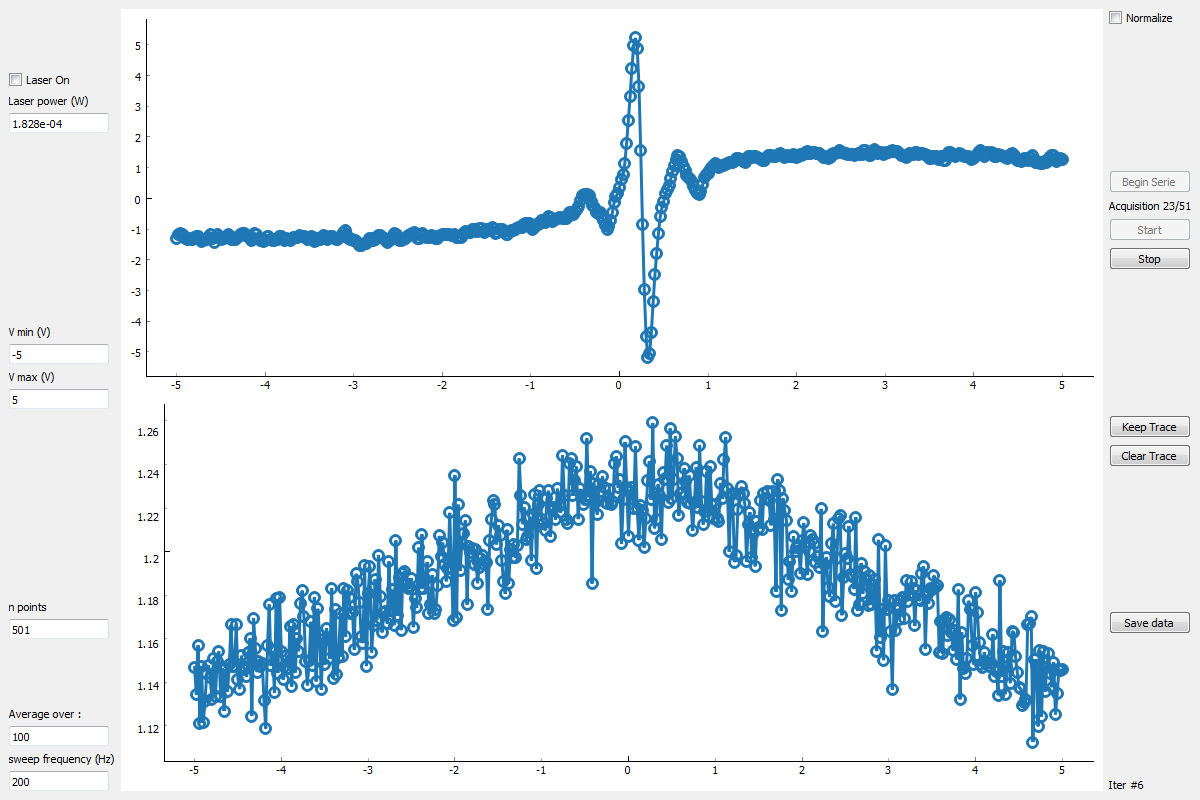 Normalize
Laser On
Laser power (W)
1.828e-04
5
4
3
2
1
0
-1
-2
-3
-4
-5
-5
-4
-3
-2
-1
0
1
2
3
4
5
Begin Serie
Acquisition 23/51
Start
Stop
V min (V)
-5
V max (V)
5
Keep Trace
Clear Trace
1.26
1.24
1.22
1.2
1.18
1.16
1.14
1.12
-5
-4
-3
-2
-1
0
1
2
3
4
5
n points
501
Save data
Average over :
100
sweep frequency (Hz)
200
Iter #6